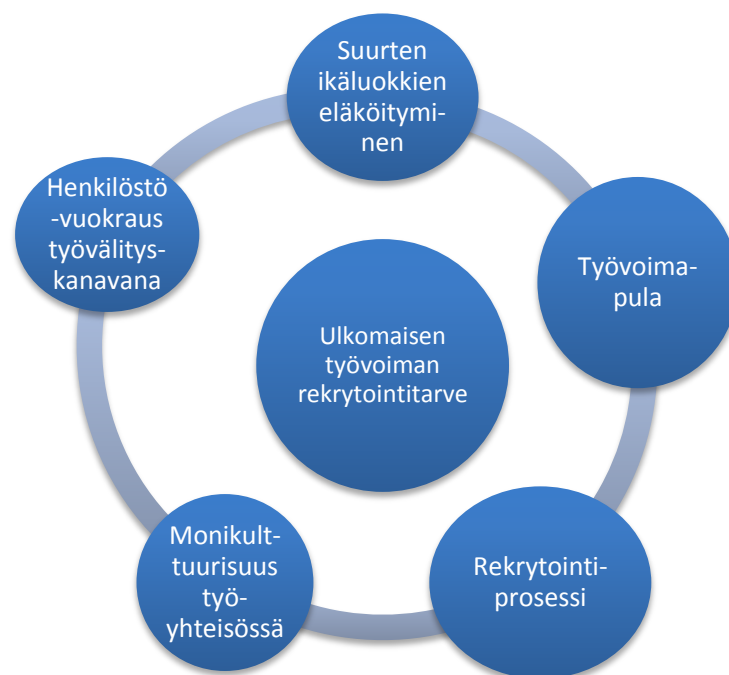 Suurten
ikäluokkien
eläköitymi-
nen
Henkilöstö
-vuokraus
työvälitys-
kanavana
Työvoima-
pula
Ulkomaisen
työvoiman
rekrytointitarve
Monikult-
tuurisuus
työ-
yhteisössä
Rekrytointi-
prosessi